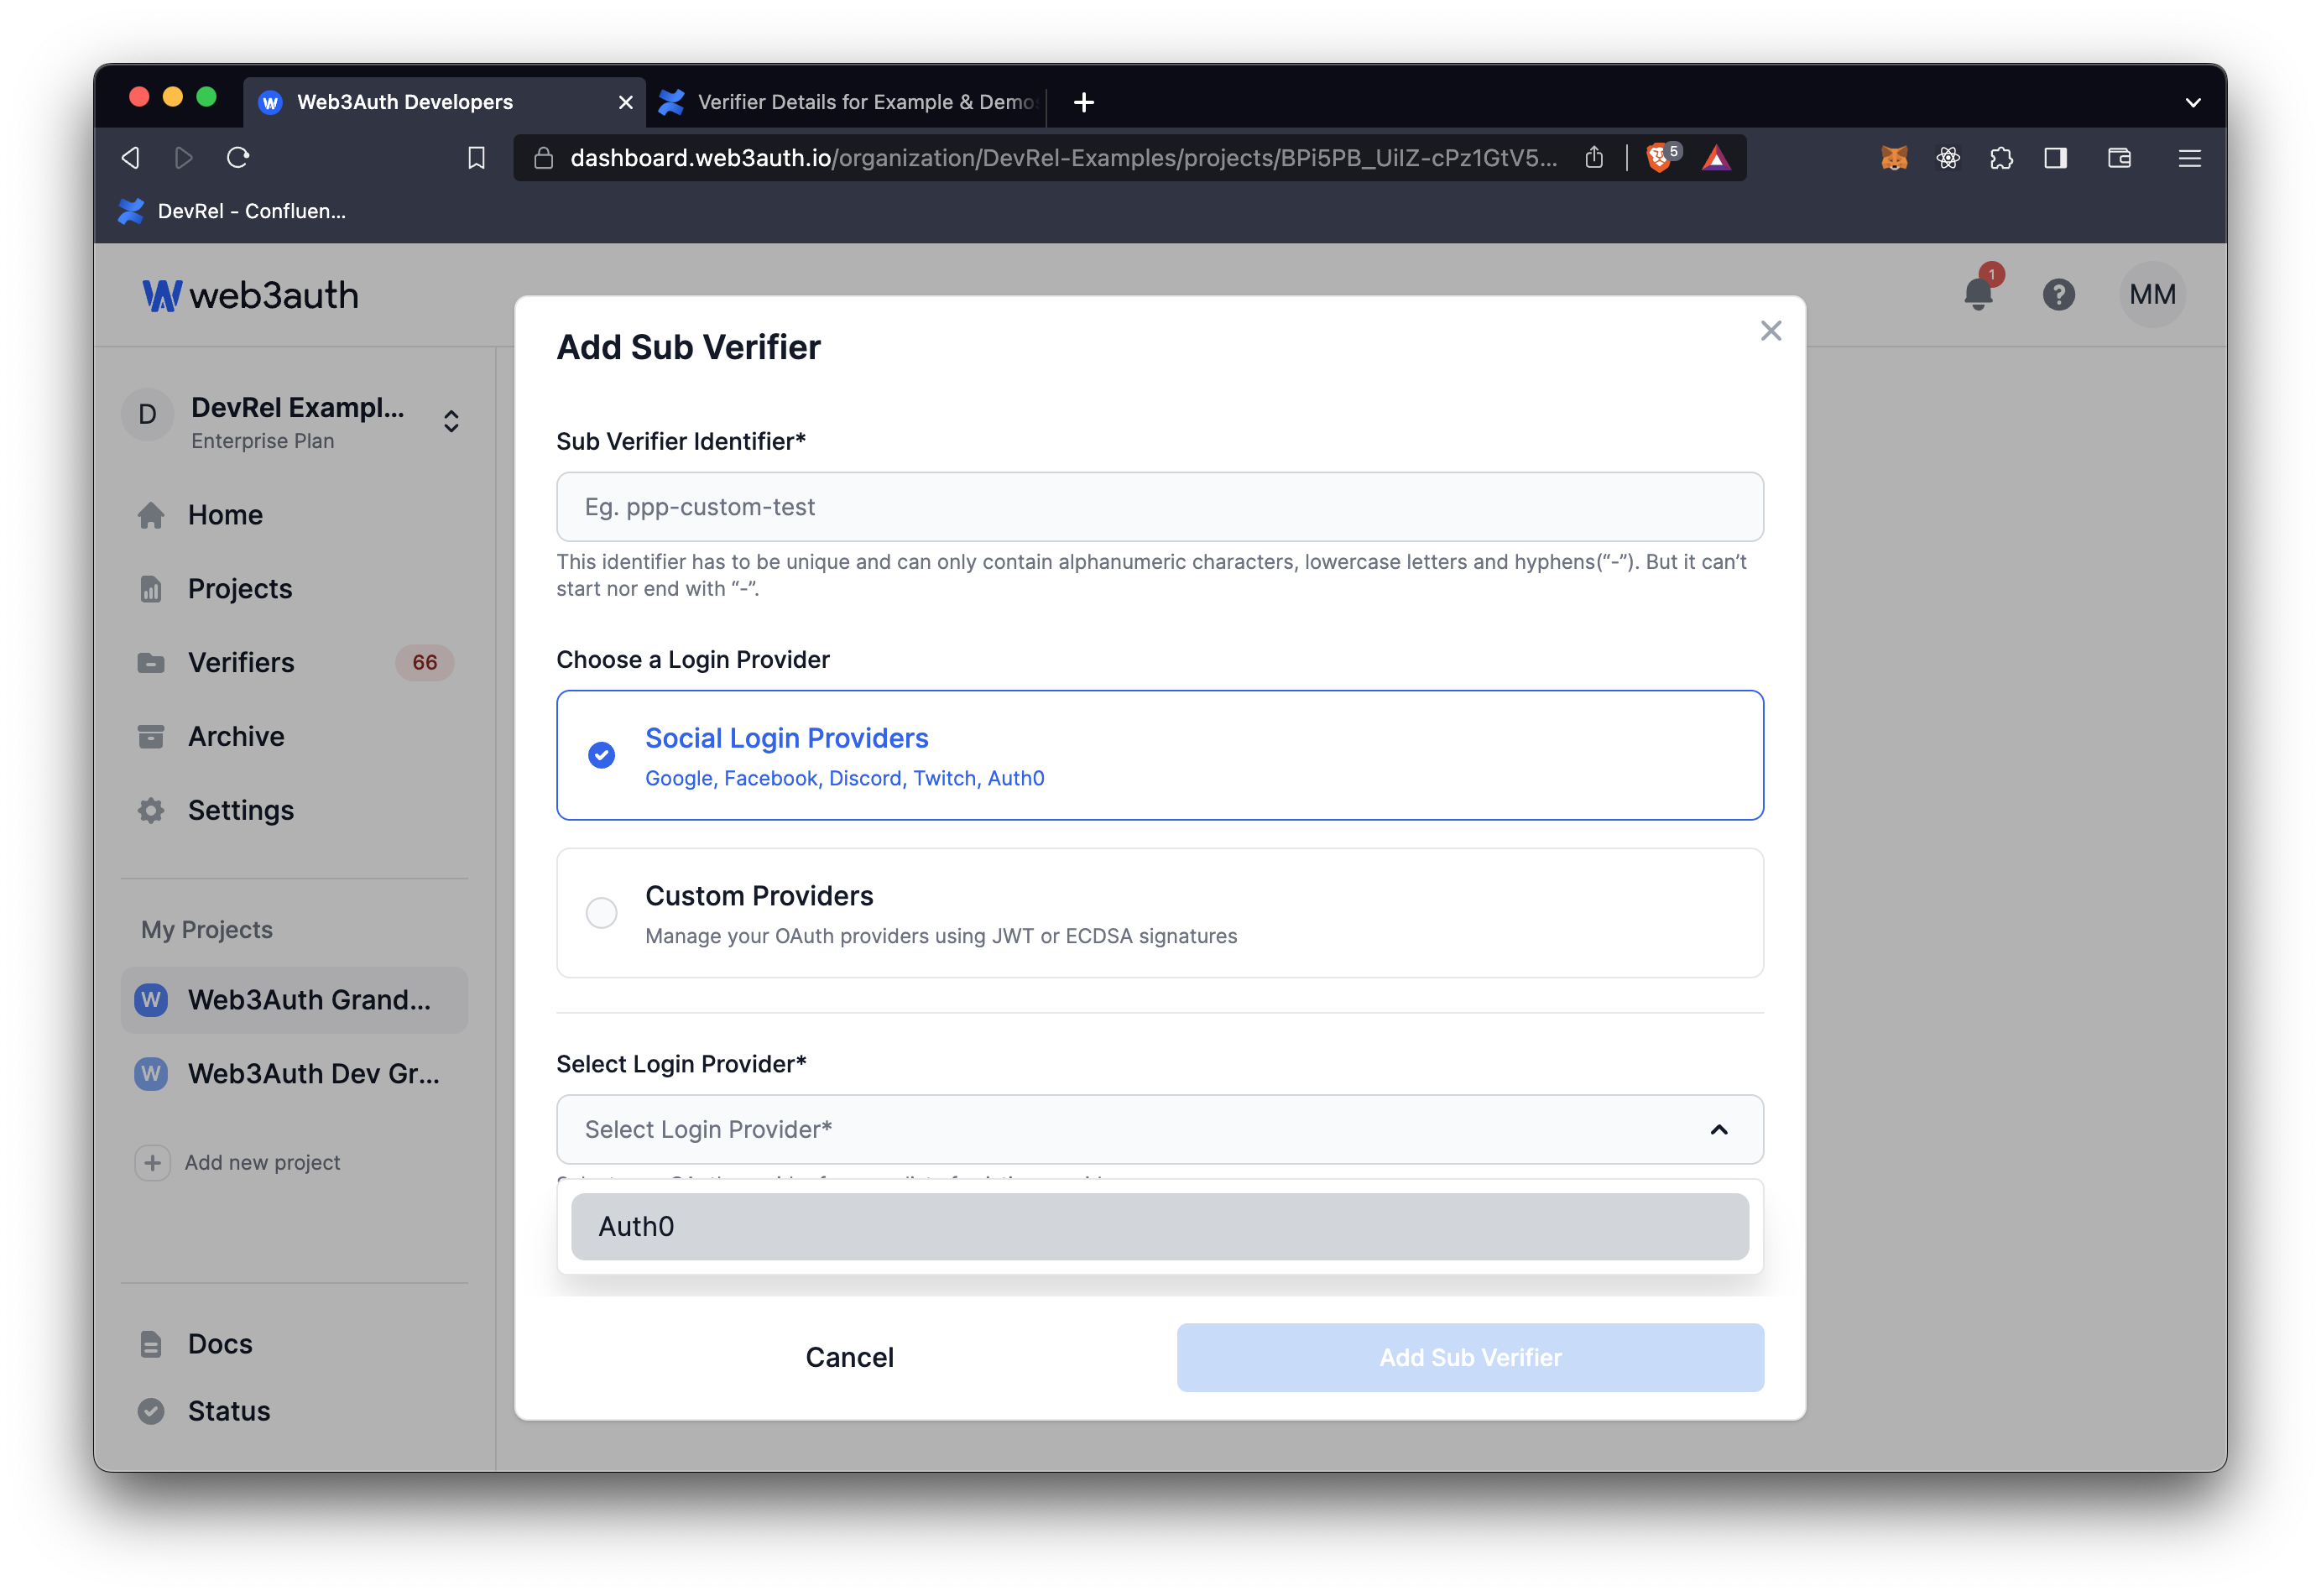 Web3Auth Developers
Verifier Details for Example & Demo
dashboard.web3auth.io/organization/DevRel-Examples/projects/BPi5PB_UiIZ-cPz1GtV5...
5
DevRel - Confluen...
web3auth
1
MM
D
DevRel Exampl...
Enterprise Plan
Home
Projects
Verifiers
66
Archive
Settings
My Projects
W
Web3Auth Grand...
W
Web3Auth Dev Gr...
Add new project
Docs
Status
Add Sub Verifier
Sub Verifier Identifier*
Eg. ppp-custom-test
This identifier has to be unique and can only contain alphanumeric characters, lowercase letters and hyphens(“-”). But it can’t
start nor end with “-”.
Choose a Login Provider
Social Login Providers
Google, Facebook, Discord, Twitch, Auth0
Custom Providers
Manage your OAuth providers using JWT or ECDSA signatures
Select Login Provider*
Select Login Provider*
Auth0
Cancel
Add Sub Verifier